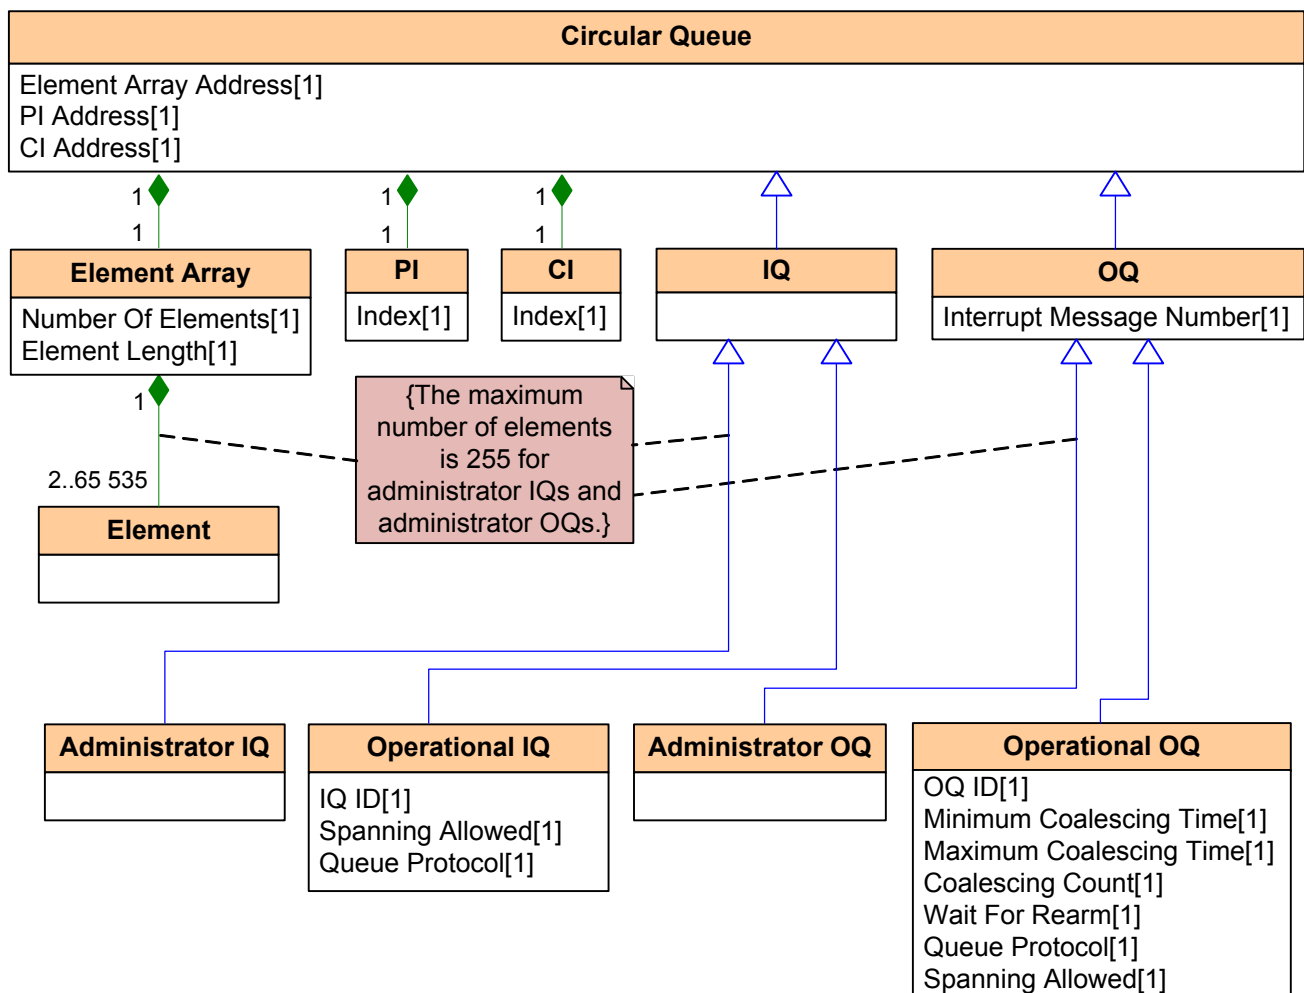 Circular Queue
Element Array Address[1]
PI Address[1]
CI Address[1]
1
1
1
1
1
1
Element Array
Number Of Elements[1]
Element Length[1]
PI
Index[1]
CI
Index[1]
IQ
OQ
Interrupt Message Number[1]
1
2..65 535
{The maximum
number of elements
is 255 for
administrator IQs and
administrator OQs.}
Element
Administrator IQ
Operational IQ
IQ ID[1]
Spanning Allowed[1]
Queue Protocol[1]
Administrator OQ
Operational OQ
OQ ID[1]
Minimum Coalescing Time[1]
Maximum Coalescing Time[1]
Coalescing Count[1]
Wait For Rearm[1]
Queue Protocol[1]
Spanning Allowed[1]